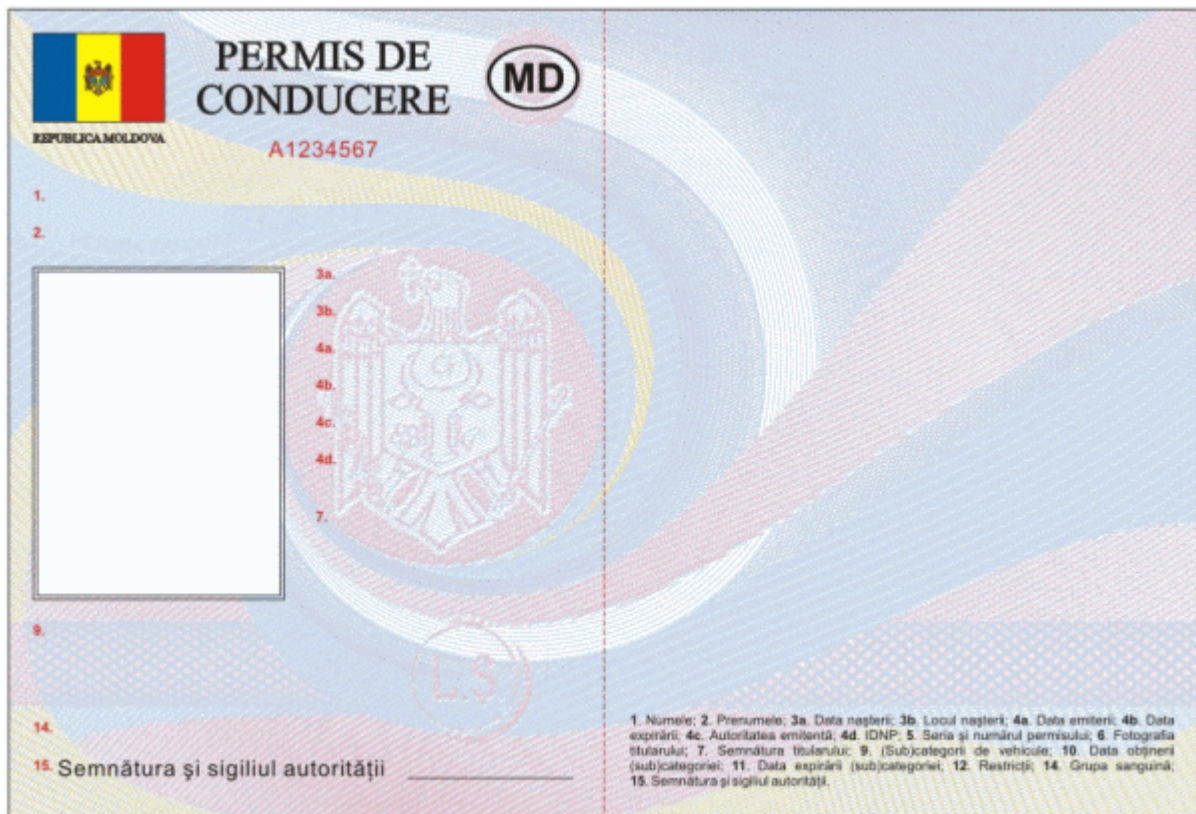 PERMIS DE
CONDUCERE
MD
REPUBLICA MOLDOVA
A1234567
1.
2.
3a.
3b.
4a.
4b.
4c.
4d.
7.
9.
L.S
14.
15. Semnătura şi sigiliul autorităţii
1. Numele; 2. Prenumele; 3a. Data naşterii; 3b. Locul naşterii; 4a. Data emiterii; 4b. Data
expirării; 4c. Autoritatea emitentă; 4d. IDNP; 5. Seria şi numărul permisului; 6. Fotografia
titularului; 7. Semnătura titularului; 9. (Sub)categorii de vehicule; 10. Data obţinerii
(sub)categoriei; 11. Data expirării (sub)categoriei; 12. Restricţii; 14. Grupa sanguină;
15. Semnătura şi sigiliul autorităţii.